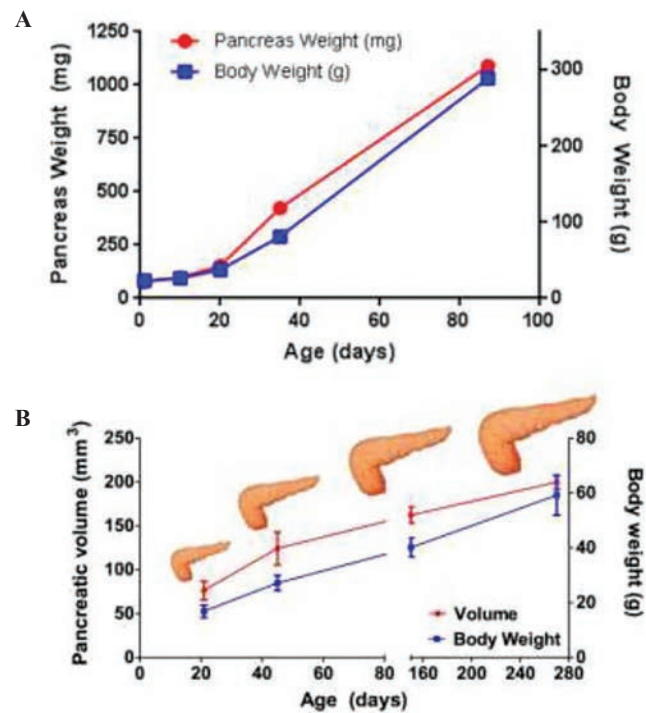 A
Pancreas Weight (mg)
Body Weight (g)
Pancreas Weight (mg)
1250
1000
750
500
250
0
Body Weight (g)
300
200
100
0
0 20 40 60 80 100
Age (days)
B
Pancreatic volume (mm³)
250
200
150
100
50
0
Body weight (g)
80
60
40
20
0
Volume
Body Weight
0 20 40 60 80 160 200 240 280
Age (days)